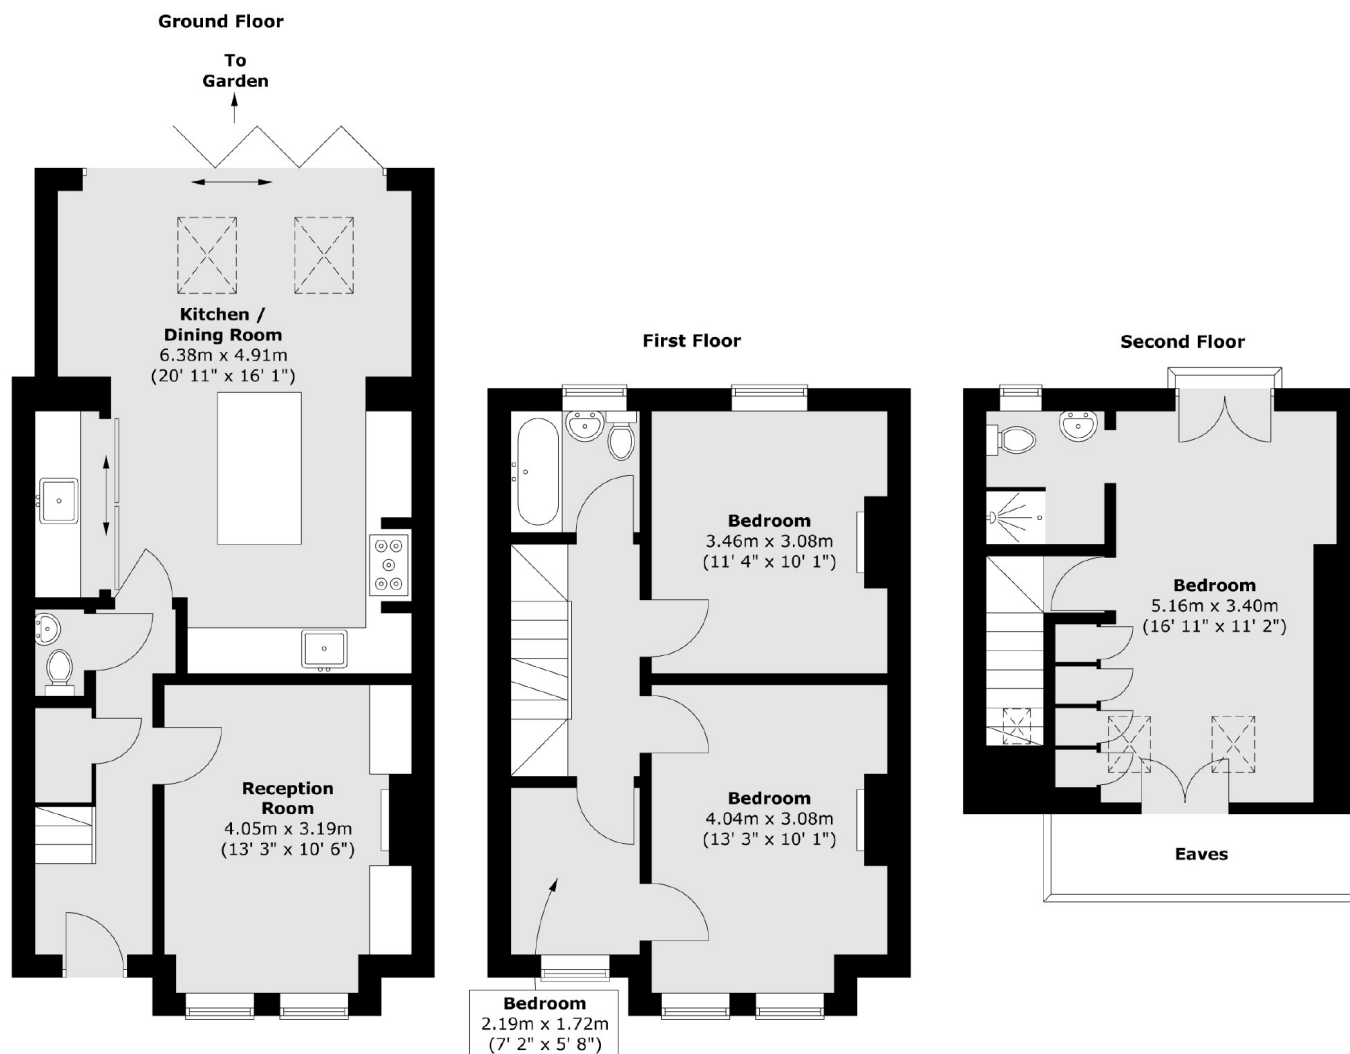 Ground Floor
To
Garden
Kitchen /
Dining Room
6.38m x 4.91m
(20' 11" x 16' 1")
Reception
Room
4.05m x 3.19m
(13' 3" x 10' 6")
First Floor
Bedroom
3.46m x 3.08m
(11' 4" x 10' 1")
Bedroom
4.04m x 3.08m
(13' 3" x 10' 1")
Bedroom
2.19m x 1.72m
(7' 2" x 5' 8")
Second Floor
Bedroom
5.16m x 3.40m
(16' 11" x 11' 2")
Eaves